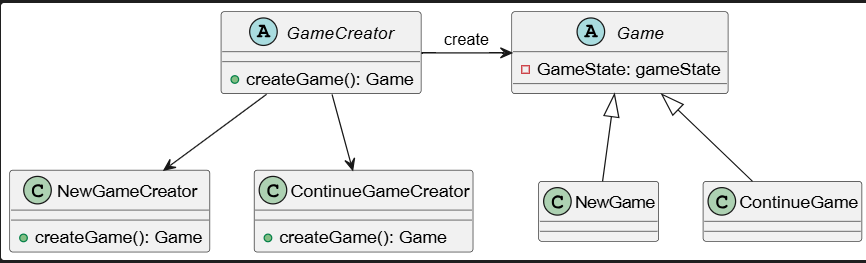 A GameCreator
createGame(): Game
create
A Game
GameState: gameState
C NewGameCreator
createGame(): Game
C ContinueGameCreator
createGame(): Game
C NewGame
C ContinueGame